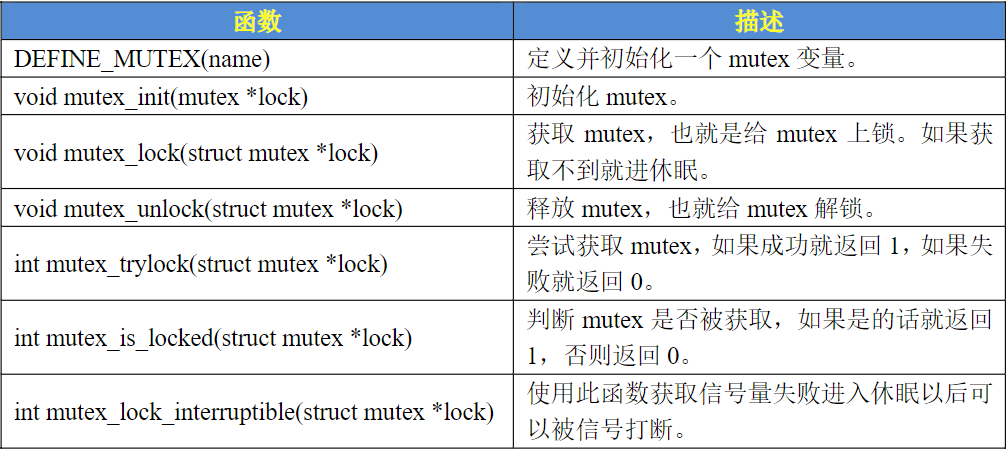 函数 描述
DEFINE_MUTEX(name) 定义并初始化一个 mutex 变量。
void mutex_init(mutex *lock) 初始化 mutex。
void mutex_lock(struct mutex *lock) 获取 mutex，也就是给 mutex 上锁。如果获
取不到就进休眠。
void mutex_unlock(struct mutex *lock) 释放 mutex，也就给 mutex 解锁。
int mutex_trylock(struct mutex *lock) 尝试获取 mutex，如果成功就返回 1，如果失
败就返回 0。
int mutex_is_locked(struct mutex *lock) 判断 mutex 是否被获取，如果是的话就返回
1，否则返回 0。
int mutex_lock_interruptible(struct mutex *lock) 使用此函数获取信号量失败进入休眠以后可
以被信号打断。